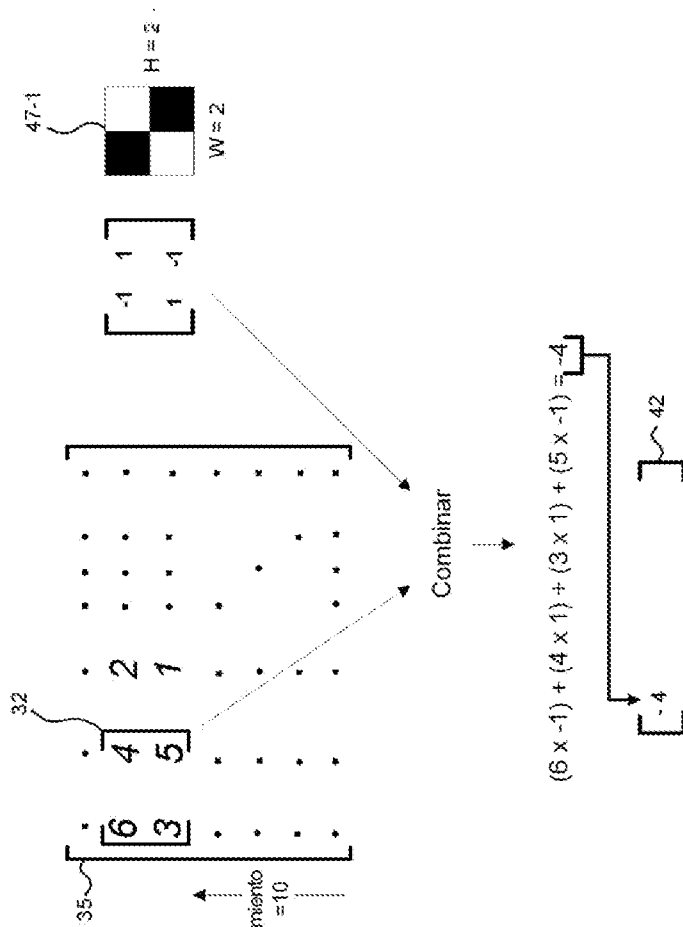 35
32
47-1
6 4 2
3 5 1
-1 1
1 -1
H = 2
W = 2
miento
=10
Combinar
(6 x -1) + (4 x 1) + (3 x 1) + (5 x -1) = -4
-4
42